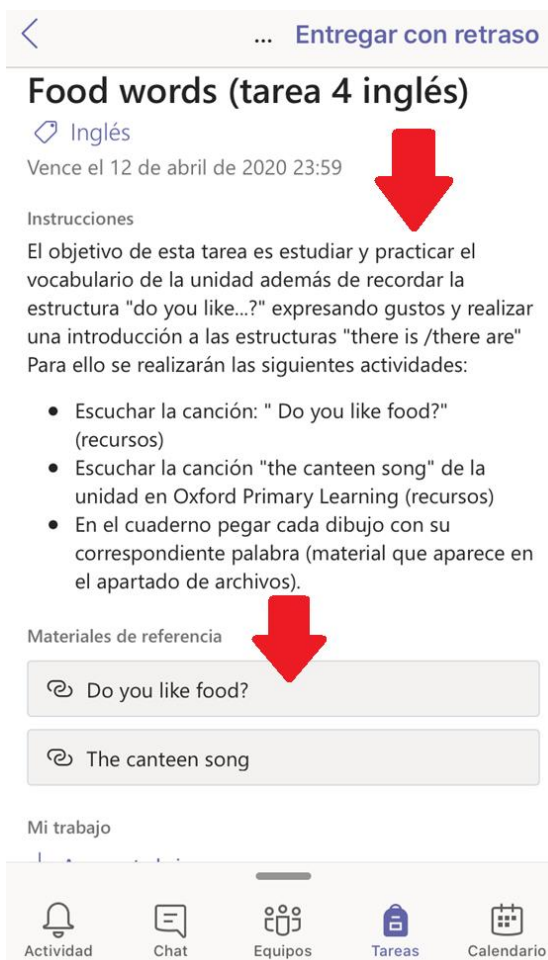 ... Entregar con retraso
Food words (tarea 4 inglés)
Inglés
Vence el 12 de abril de 2020 23:59
Instrucciones
El objetivo de esta tarea es estudiar y practicar el
vocabulario de la unidad además de recordar la
estructura "do you like...?" expresando gustos y realizar
una introducción a las estructuras "there is /there are"
Para ello se realizarán las siguientes actividades:
• Escuchar la canción: " Do you like food?"
(recursos)
• Escuchar la canción "the canteen song" de la
unidad en Oxford Primary Learning (recursos)
• En el cuaderno pegar cada dibujo con su
correspondiente palabra (material que aparece en
el apartado de archivos).
Materiales de referencia
Do you like food?
The canteen song
Mi trabajo
Actividad Chat Equipos Tareas Calendario